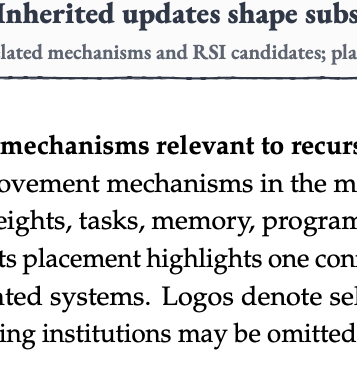 Inherited updates shape subs
lated mechanisms and RSI candidates; pla
mechanisms relevant to recurs
ovement mechanisms in the m
eights, tasks, memory, program
ts placement highlights one con
nted systems. Logos denote sel
ing institutions may be omitted